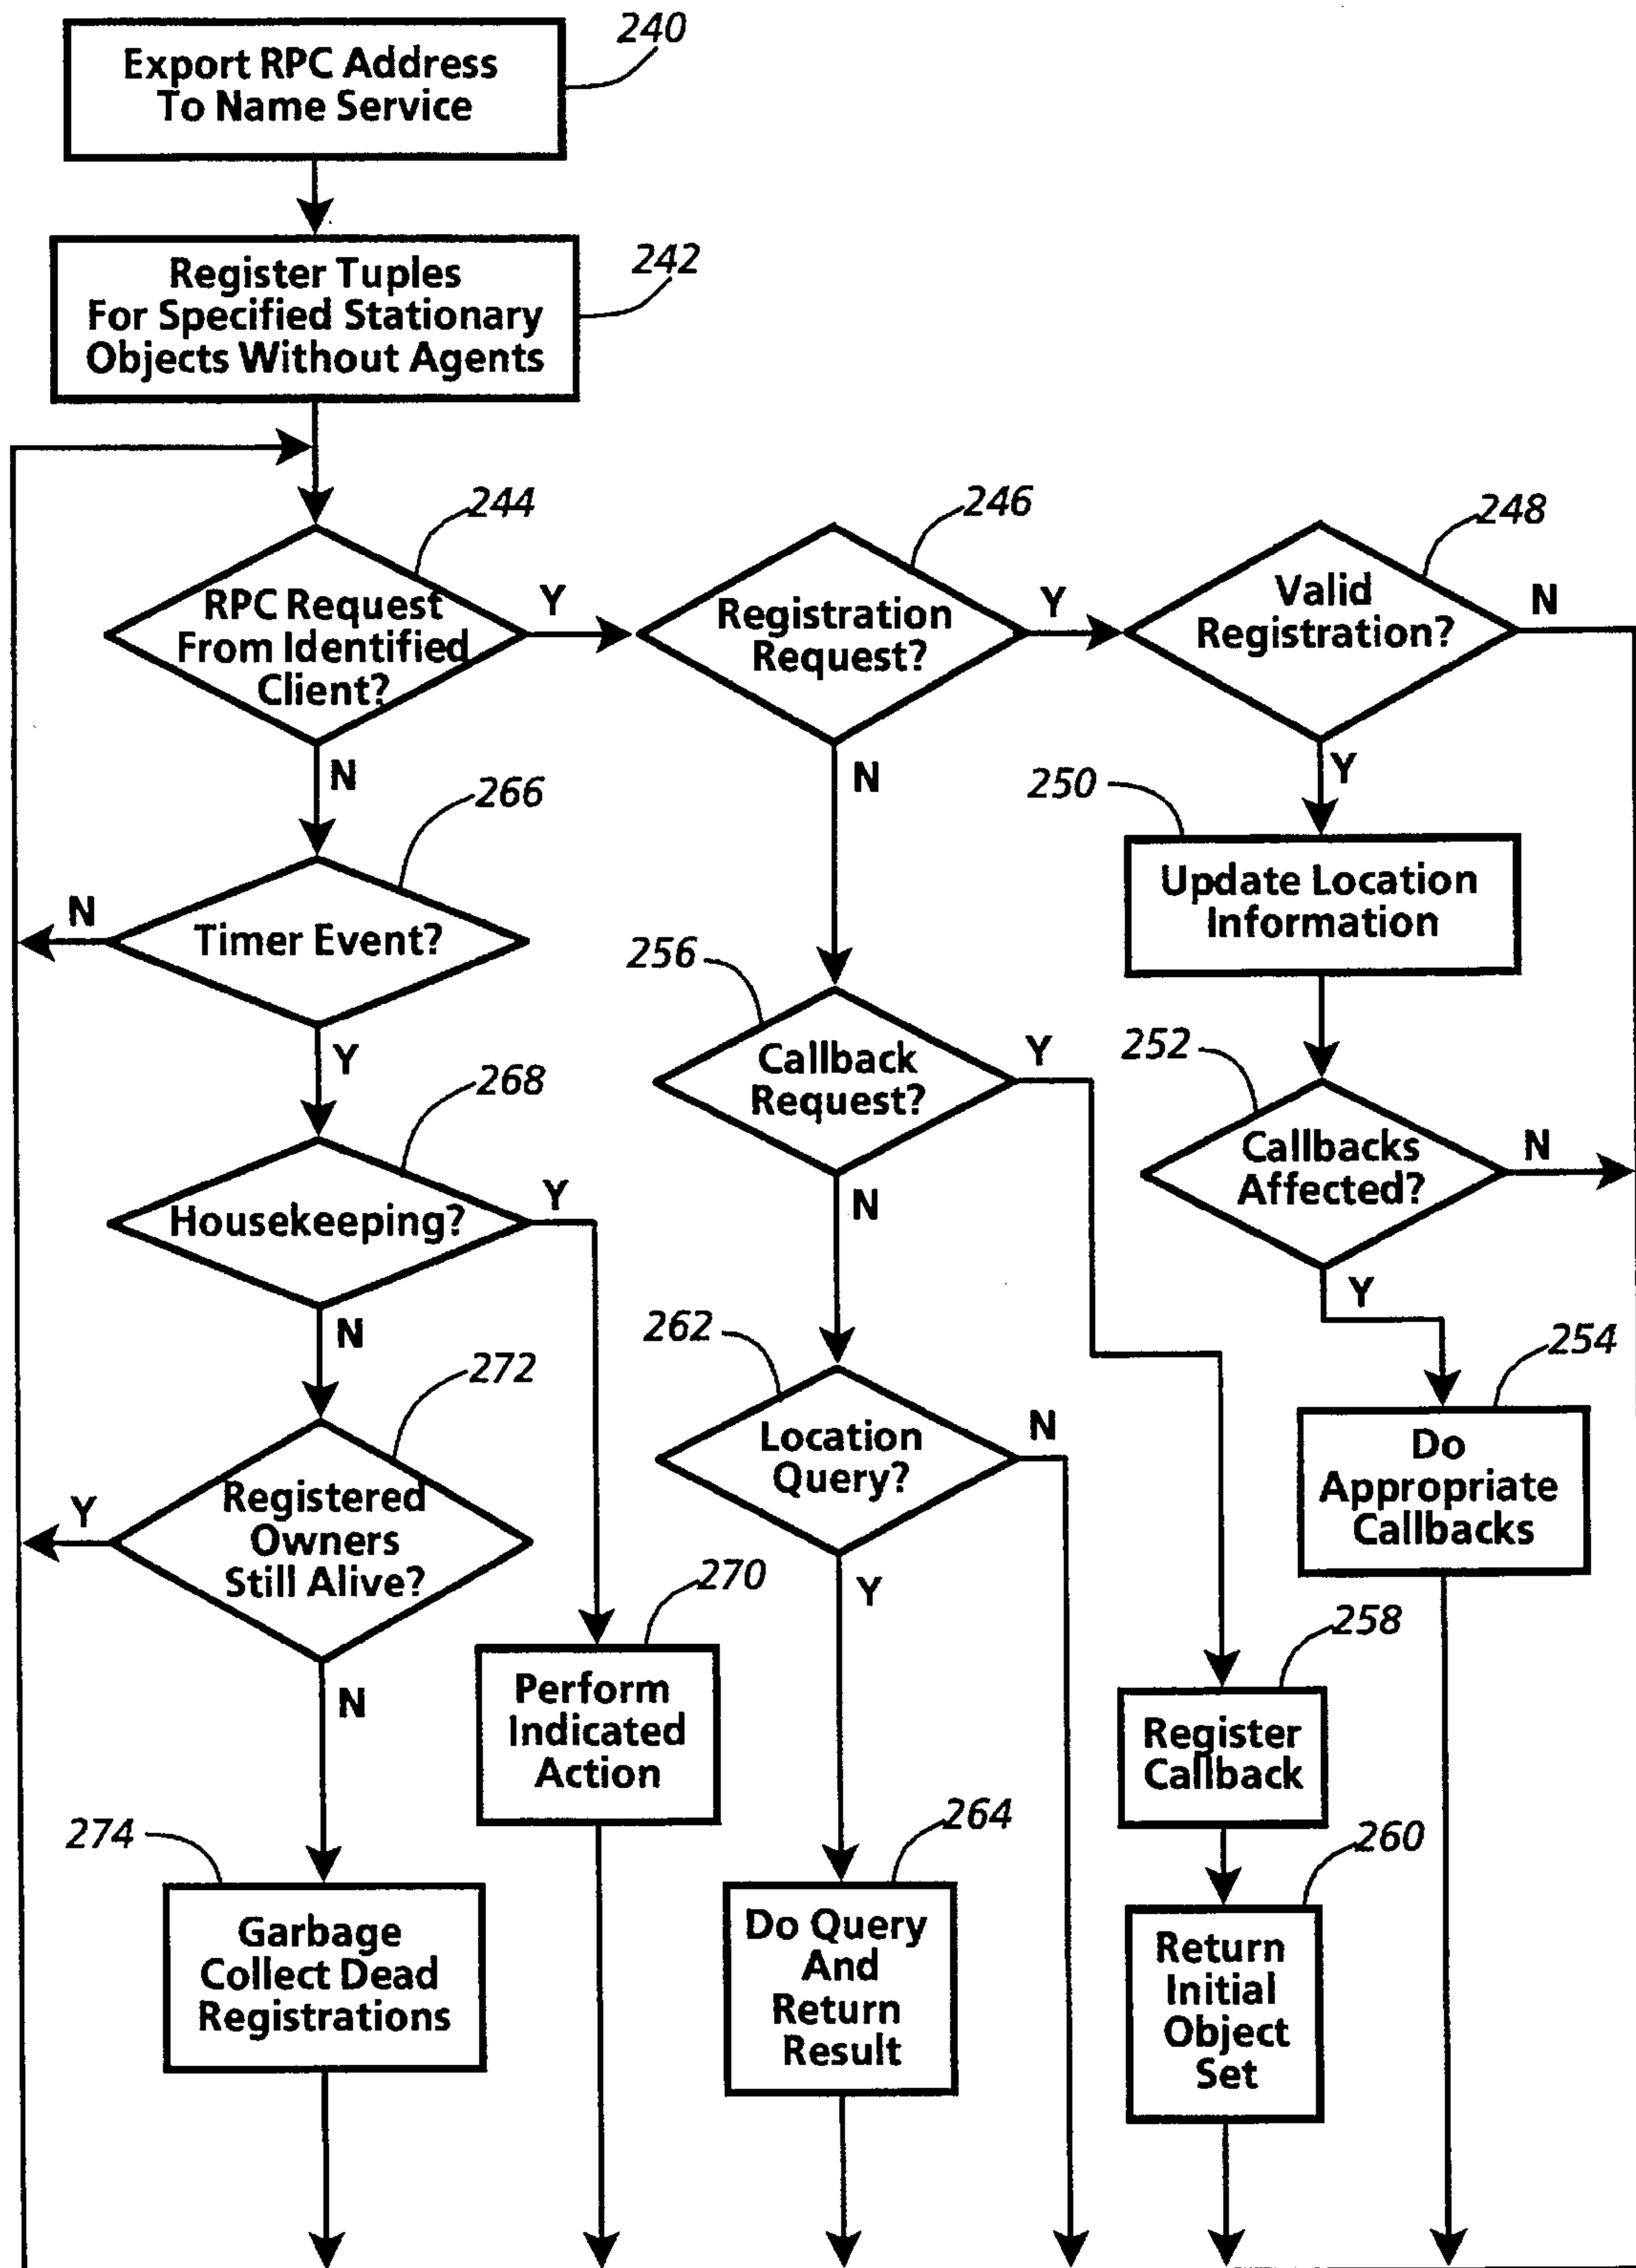 240
Export RPC Address
To Name Service
242
Register Tuples
For Specified Stationary
Objects Without Agents
244
RPC Request
From Identified
Client?
Y
N
246
Registration
Request?
Y
N
248
Valid
Registration?
N
Y
250
Update Location
Information
252
Callbacks
Affected?
N
Y
254
Do
Appropriate
Callbacks
256
Callback
Request?
Y
N
258
Register
Callback
260
Return
Initial
Object
Set
262
Location
Query?
N
Y
264
Do Query
And
Return
Result
266
Timer Event?
N
Y
268
Housekeeping?
Y
N
270
Perform
Indicated
Action
272
Registered
Owners
Still Alive?
Y
N
274
Garbage
Collect Dead
Registrations